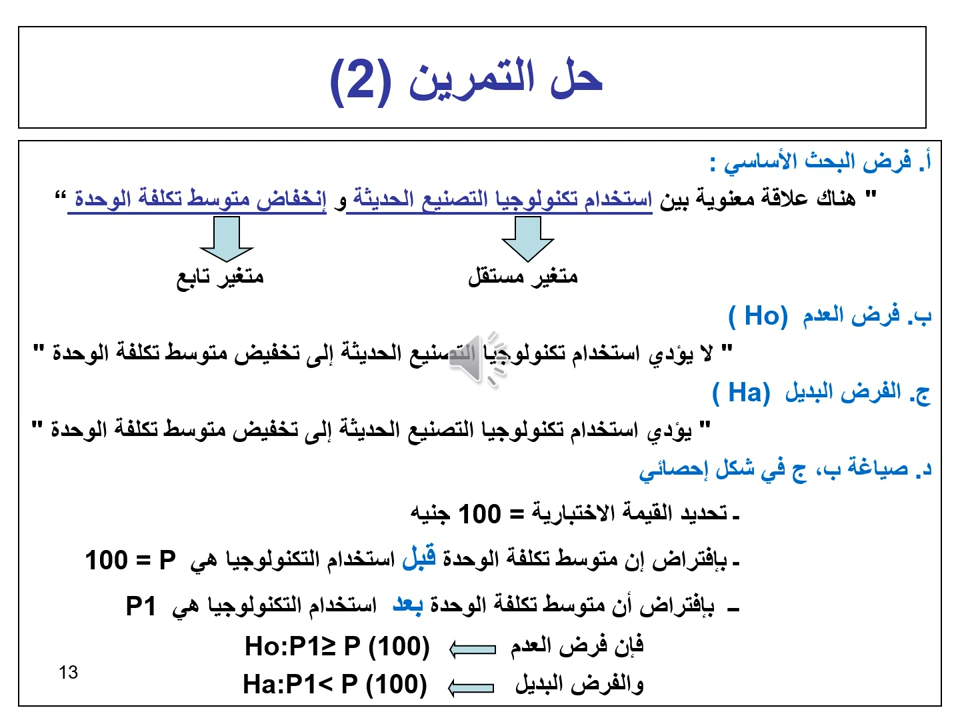 حل التمرين (2)
أ. فرض البحث الأساسي :
" هناك علاقة معنوية بين استخدام تكنولوجيا التصنيع الحديثة و إنخفاض متوسط تكلفة الوحدة “
متغير مستقل
متغير تابع
ب. فرض العدم (Ho )
" لا يؤدي استخدام تكنولوجيا التصنيع الحديثة إلى تخفيض متوسط تكلفة الوحدة "
ج. الفرض البديل (Ha )
" يؤدي استخدام تكنولوجيا التصنيع الحديثة إلى تخفيض متوسط تكلفة الوحدة "
د. صياغة ب، ج في شكل إحصائي
ـ تحديد القيمة الاختبارية = 100 جنيه
ـ بإفتراض إن متوسط تكلفة الوحدة قبل استخدام التكنولوجيا هي 100 = P
ــ بإفتراض أن متوسط تكلفة الوحدة بعد استخدام التكنولوجيا هي P1
فإن فرض العدم Ho:P1≥ P (100)
والفرض البديل Ha:P1< P (100)
13